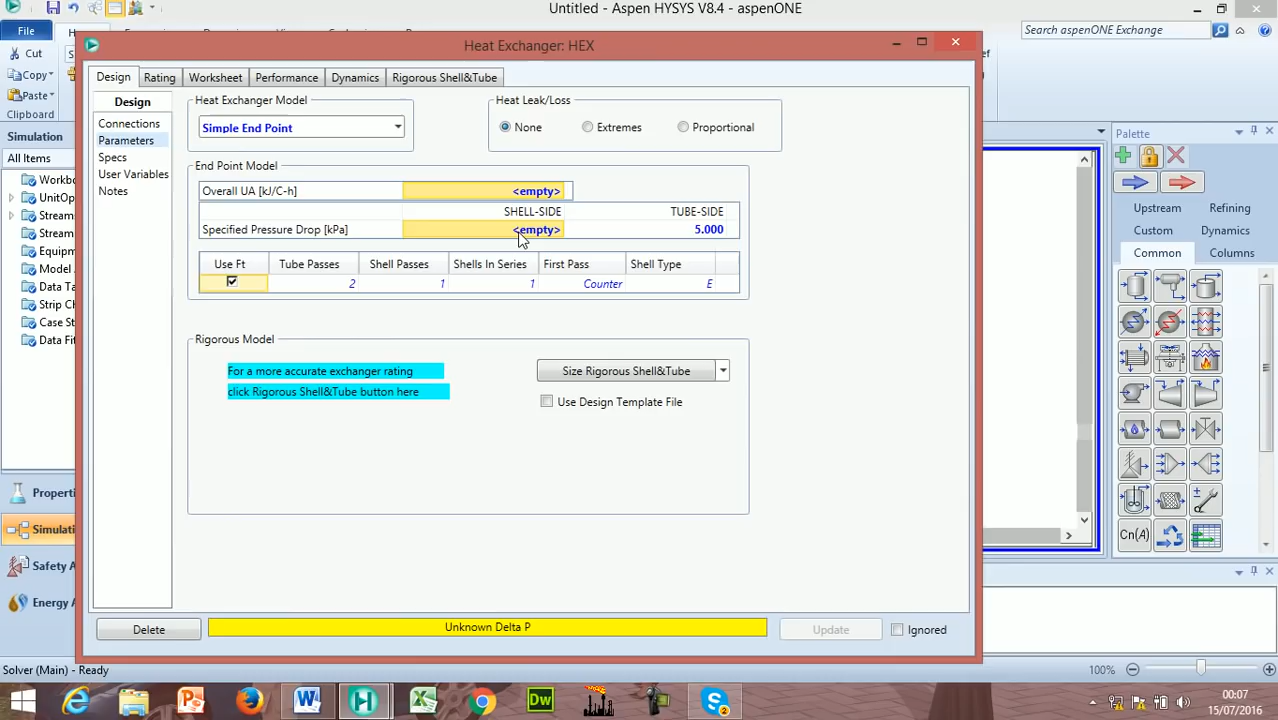 Untitled - Aspen HYSYS V8.4 - aspenONE
File
Search aspenONE Exchange
Cut
Copy
Paste
Clipboard
Simulation
All Items
Workbo
UnitOp
Stream
Stream
Equipm
Model A
Data Ta
Strip Ch
Case St
Data Fit
Properti
Simulati
Safety A
Energy A
Heat Exchanger: HEX
Design
Rating
Worksheet
Performance
Dynamics
Rigorous Shell&Tube
Design
Connections
Parameters
Specs
User Variables
Notes
Heat Exchanger Model
Simple End Point
Heat Leak/Loss
None
Extremes
Proportional
End Point Model
Overall UA [kJ/C-h]
<empty>
SHELL-SIDE
TUBE-SIDE
Specified Pressure Drop [kPa]
<empty>
5.000
Use Ft
Tube Passes
Shell Passes
Shells In Series
First Pass
Shell Type
2
1
1
Counter
E
Rigorous Model
For a more accurate exchanger rating
click Rigorous Shell&Tube button here
Size Rigorous Shell&Tube
Use Design Template File
Delete
Unknown Delta P
Update
Ignored
Palette
Upstream
Refining
Custom
Dynamics
Common
Columns
Cn(A)
Solver (Main) - Ready
100%
00:07
15/07/2016